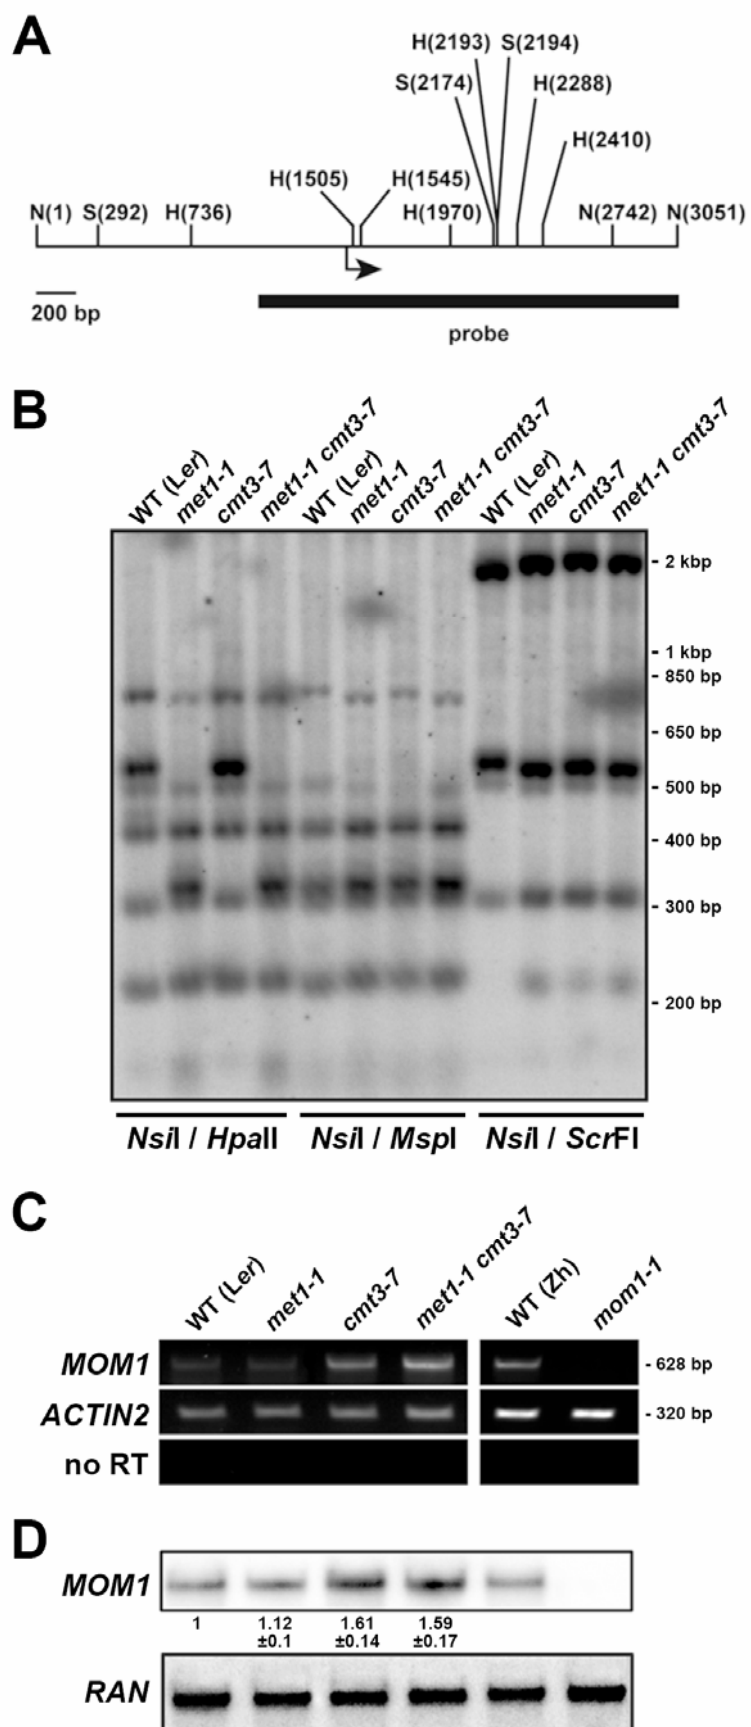 A
H(2193) S(2194)
S(2174) H(2288)
H(2410)
H(1505) H(1545)
N(1) S(292) H(736) H(1970) N(2742) N(3051)
200 bp
probe
B
WT (Ler) met1-1 cmt3-7 met1-1 cmt3-7 WT (Ler) met1-1 cmt3-7 met1-1 cmt3-7 WT (Ler) met1-1 cmt3-7 met1-1 cmt3-7
- 2 kbp
- 1 kbp
- 850 bp
- 650 bp
- 500 bp
- 400 bp
- 300 bp
- 200 bp
NsiI / HpaII NsiI / MspI NsiI / ScrFI
C
WT (Ler) met1-1 cmt3-7 met1-1 cmt3-7 WT (Zh) mom1-1
MOM1 - 628 bp
ACTIN2 - 320 bp
no RT
D
MOM1
1 1.12 1.61 1.59
±0.1 ±0.14 ±0.17
RAN